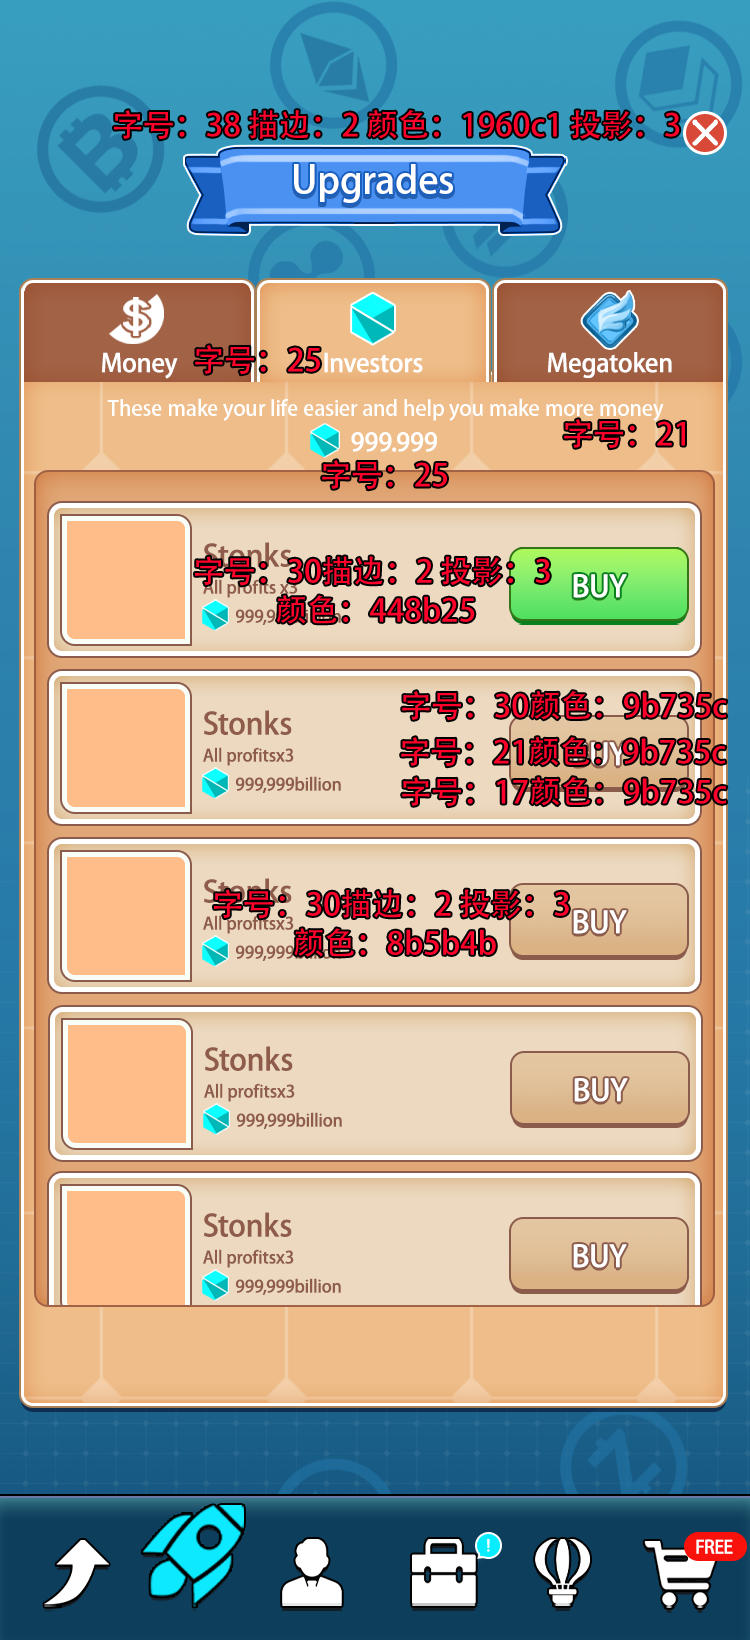 字号：38 描边：2 颜色：1960c1 投影：3
Upgrades
Money
字号：25
Investors
Megatoken
These make your life easier and help you make more money
字号：21
999.999
字号：25
Stonks
字号：30描边：2 投影：3
All profits x3
BUY
颜色：448b25
字号：30颜色：9b735c
Stonks
字号：21颜色：9b735c
All profitsx3
BUY
999,999billion
字号：17颜色：9b735c
Stonks
字号：30描边：2 投影：3
All profitsx3
BUY
颜色：8b5b4b
999,999billion
Stonks
All profitsx3
BUY
999,999billion
Stonks
All profitsx3
BUY
999,999billion
!
FREE